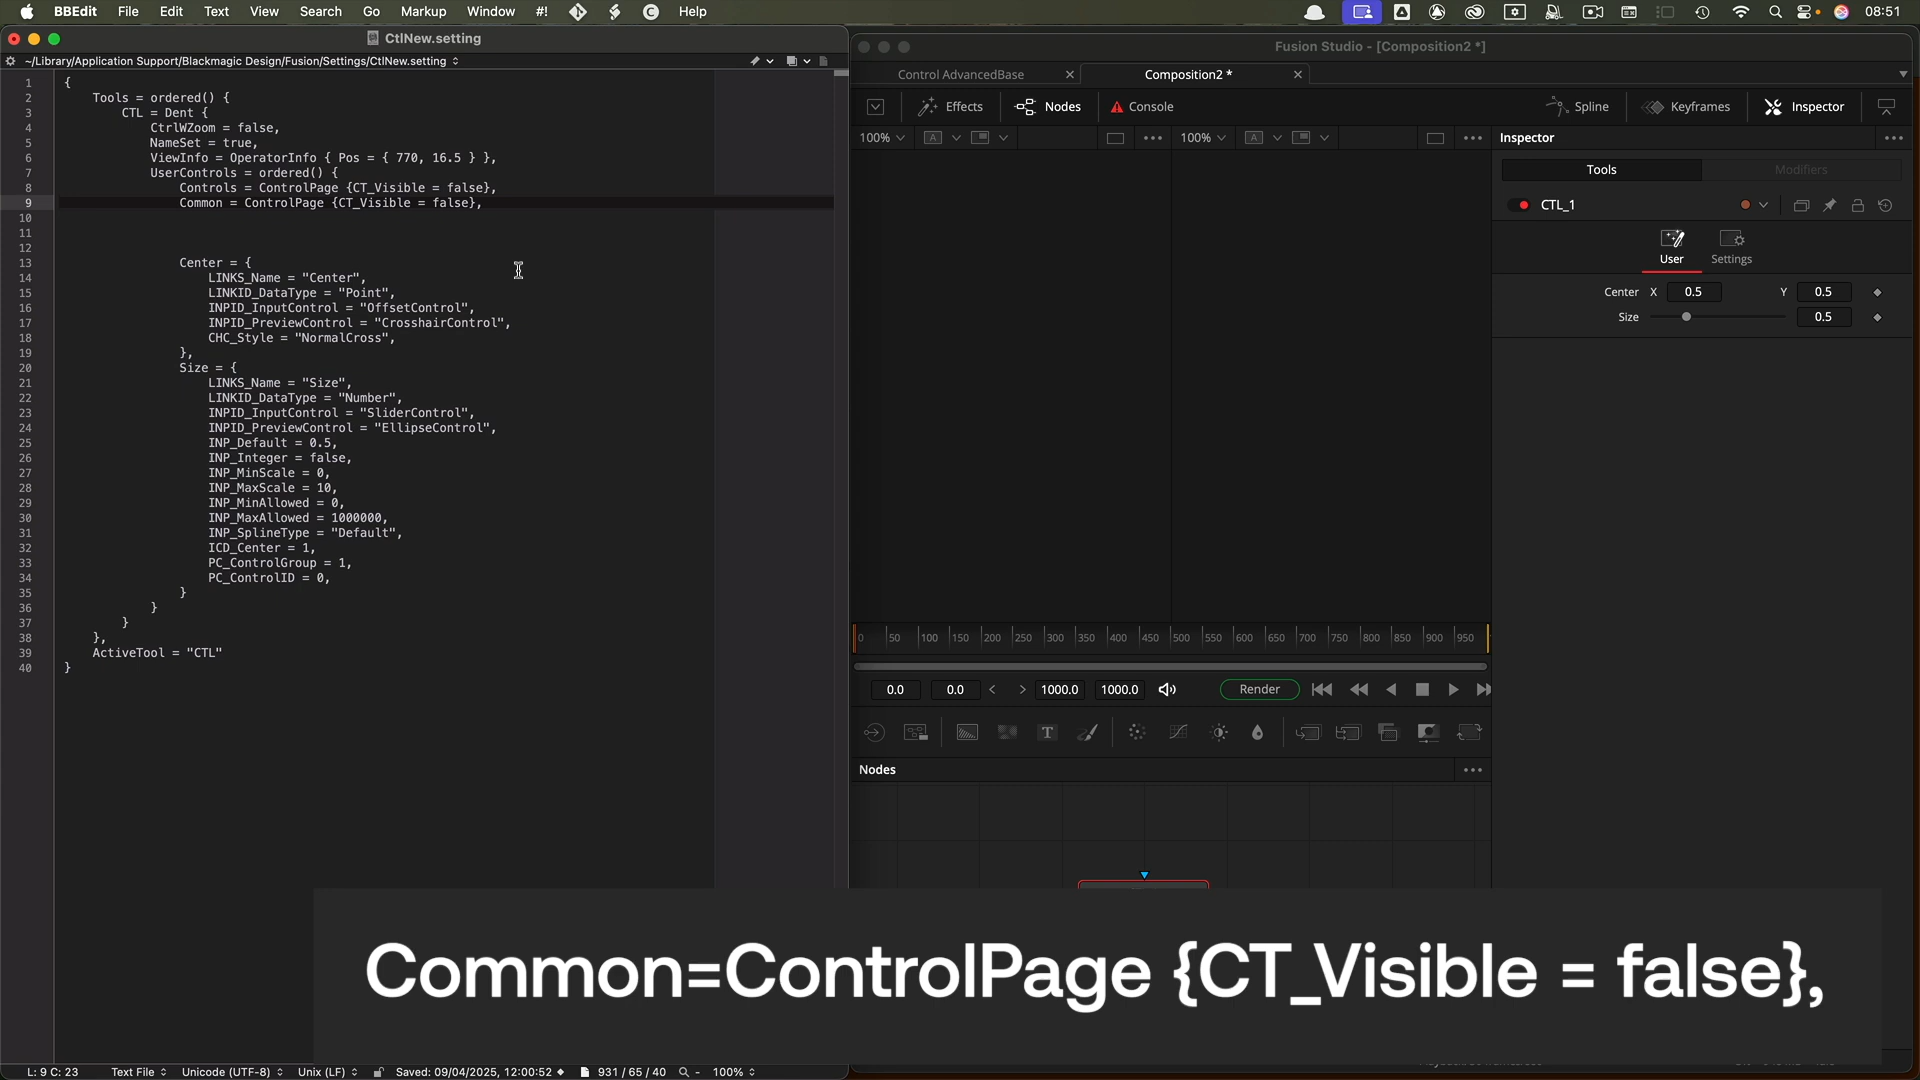 BBEdit File Edit Text View Search Go Markup Window #! Help 08:51
CtlNew.setting
~/Library/Application Support/Blackmagic Design/Fusion/Settings/CtlNew.setting
1 {
2 Tools = ordered() {
3 CTL = Dent {
4 CtrlWZoom = false,
5 NameSet = true,
6 ViewInfo = OperatorInfo { Pos = { 770, 16.5 } },
7 UserControls = ordered() {
8 Controls = ControlPage {CT_Visible = false},
9 Common = ControlPage {CT_Visible = false},
10
11
12
13 Center = {
14 LINKS_Name = "Center",
15 LINKID_DataType = "Point",
16 INPID_InputControl = "OffsetControl",
17 INPID_PreviewControl = "CrosshairControl",
18 CHC_Style = "NormalCross",
19 },
20 Size = {
21 LINKS_Name = "Size",
22 LINKID_DataType = "Number",
23 INPID_InputControl = "SliderControl",
24 INPID_PreviewControl = "EllipseControl",
25 INP_Default = 0.5,
26 INP_Integer = false,
27 INP_MinScale = 0,
28 INP_MaxScale = 10,
29 INP_MinAllowed = 0,
30 INP_MaxAllowed = 1000000,
31 INP_SplineType = "Default",
32 ICD_Center = 1,
33 PC_ControlGroup = 1,
34 PC_ControlID = 0,
35 }
36 }
37 }
38 },
39 ActiveTool = "CTL"
40 }
L: 9 C: 23 Text File Unicode (UTF-8) Unix (LF) Saved: 09/04/2025, 12:00:52 931 / 65 / 40 - 100%
Fusion Studio - [Composition2 *]
Control AdvancedBase Composition2 *
Effects Nodes Console Spline Keyframes Inspector
100% A 100% A
Inspector
Tools Modifiers
CTL_1
User Settings
Center X 0.5 Y 0.5
Size 0.5
0 50 100 150 200 250 300 350 400 450 500 550 600 650 700 750 800 850 900 950
0.0 0.0 < > 1000.0 1000.0 Render
T
Nodes
Common=ControlPage {CT_Visible = false},